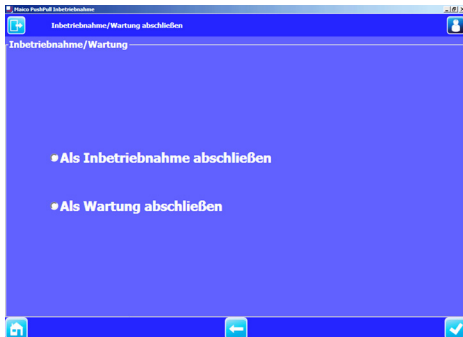 Maico PushPull Inbetriebnahme
Inbetriebnahme/Wartung abschließen
Inbetriebnahme/Wartung
Als Inbetriebnahme abschließen
Als Wartung abschließen